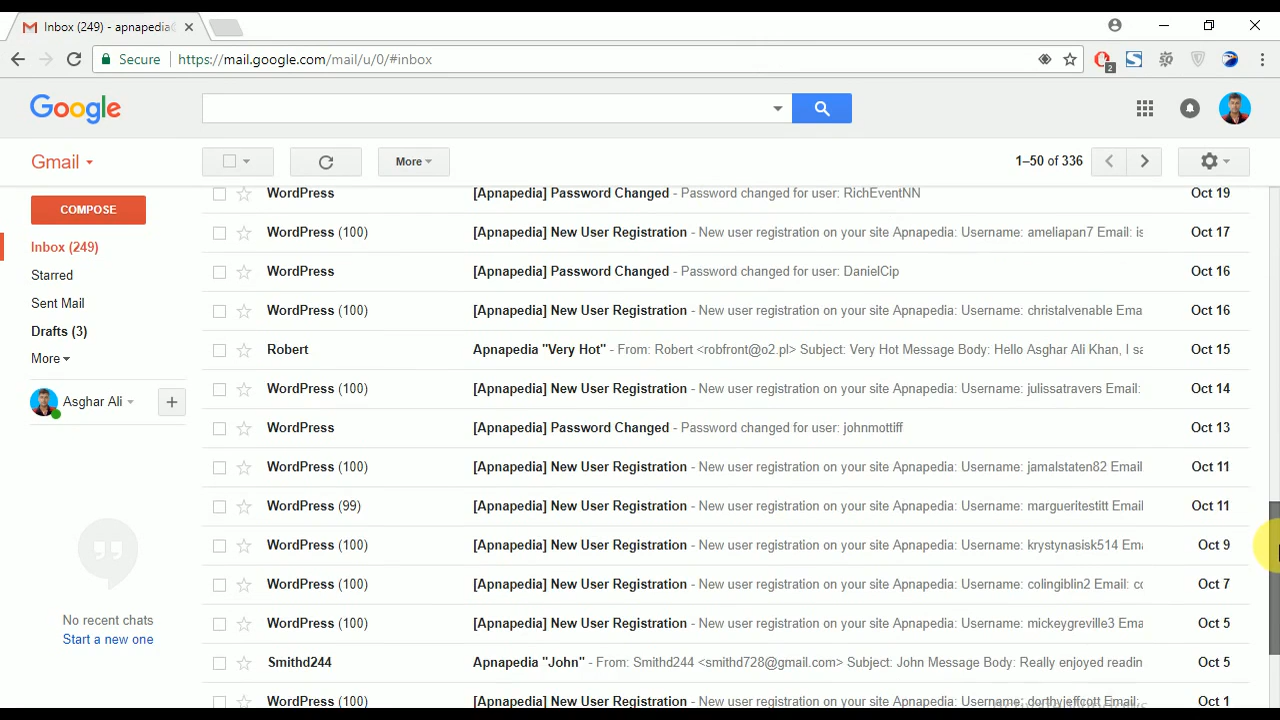 Inbox (249) - apnapedia@
Secure https://mail.google.com/mail/u/0/#inbox 2
Google
Gmail More 1–50 of 336
COMPOSE
Inbox (249)
Starred
Sent Mail
Drafts (3)
More
Asghar Ali
No recent chats
Start a new one
WordPress [Apnapedia] Password Changed - Password changed for user: RichEventNN Oct 19
WordPress (100) [Apnapedia] New User Registration - New user registration on your site Apnapedia: Username: ameliapan7 Email: is Oct 17
WordPress [Apnapedia] Password Changed - Password changed for user: DanielCip Oct 16
WordPress (100) [Apnapedia] New User Registration - New user registration on your site Apnapedia: Username: christalvenable Ema Oct 16
Robert Apnapedia "Very Hot" - From: Robert <robfront@o2.pl> Subject: Very Hot Message Body: Hello Asghar Ali Khan, I sa Oct 15
WordPress (100) [Apnapedia] New User Registration - New user registration on your site Apnapedia: Username: julissatravers Email: Oct 14
WordPress [Apnapedia] Password Changed - Password changed for user: johnmottiff Oct 13
WordPress (100) [Apnapedia] New User Registration - New user registration on your site Apnapedia: Username: jamalstaten82 Email Oct 11
WordPress (99) [Apnapedia] New User Registration - New user registration on your site Apnapedia: Username: margueritestitt Email Oct 11
WordPress (100) [Apnapedia] New User Registration - New user registration on your site Apnapedia: Username: krystynasisk514 Ema Oct 9
WordPress (100) [Apnapedia] New User Registration - New user registration on your site Apnapedia: Username: colingiblin2 Email: co Oct 7
WordPress (100) [Apnapedia] New User Registration - New user registration on your site Apnapedia: Username: mickeygreville3 Ema Oct 5
Smithd244 Apnapedia "John" - From: Smithd244 <smithd728@gmail.com> Subject: John Message Body: Really enjoyed readin Oct 5
WordPress (100) [Apnapedia] New User Registration - New user registration on your site Apnapedia: Username: dorthyjeffcott Email: Oct 1